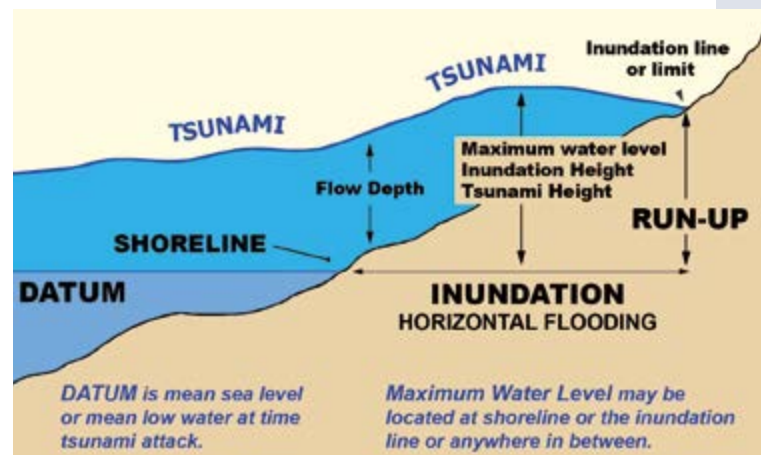 TSUNAMI
TSUNAMI
Inundation line
or limit
Maximum water level
Inundation Height
Tsunami Height
Flow Depth
RUN-UP
SHORELINE
DATUM
INUNDATION
HORIZONTAL FLOODING
DATUM is mean sea level
or mean low water at time
tsunami attack.
Maximum Water Level may be
located at shoreline or the inundation
line or anywhere in between.